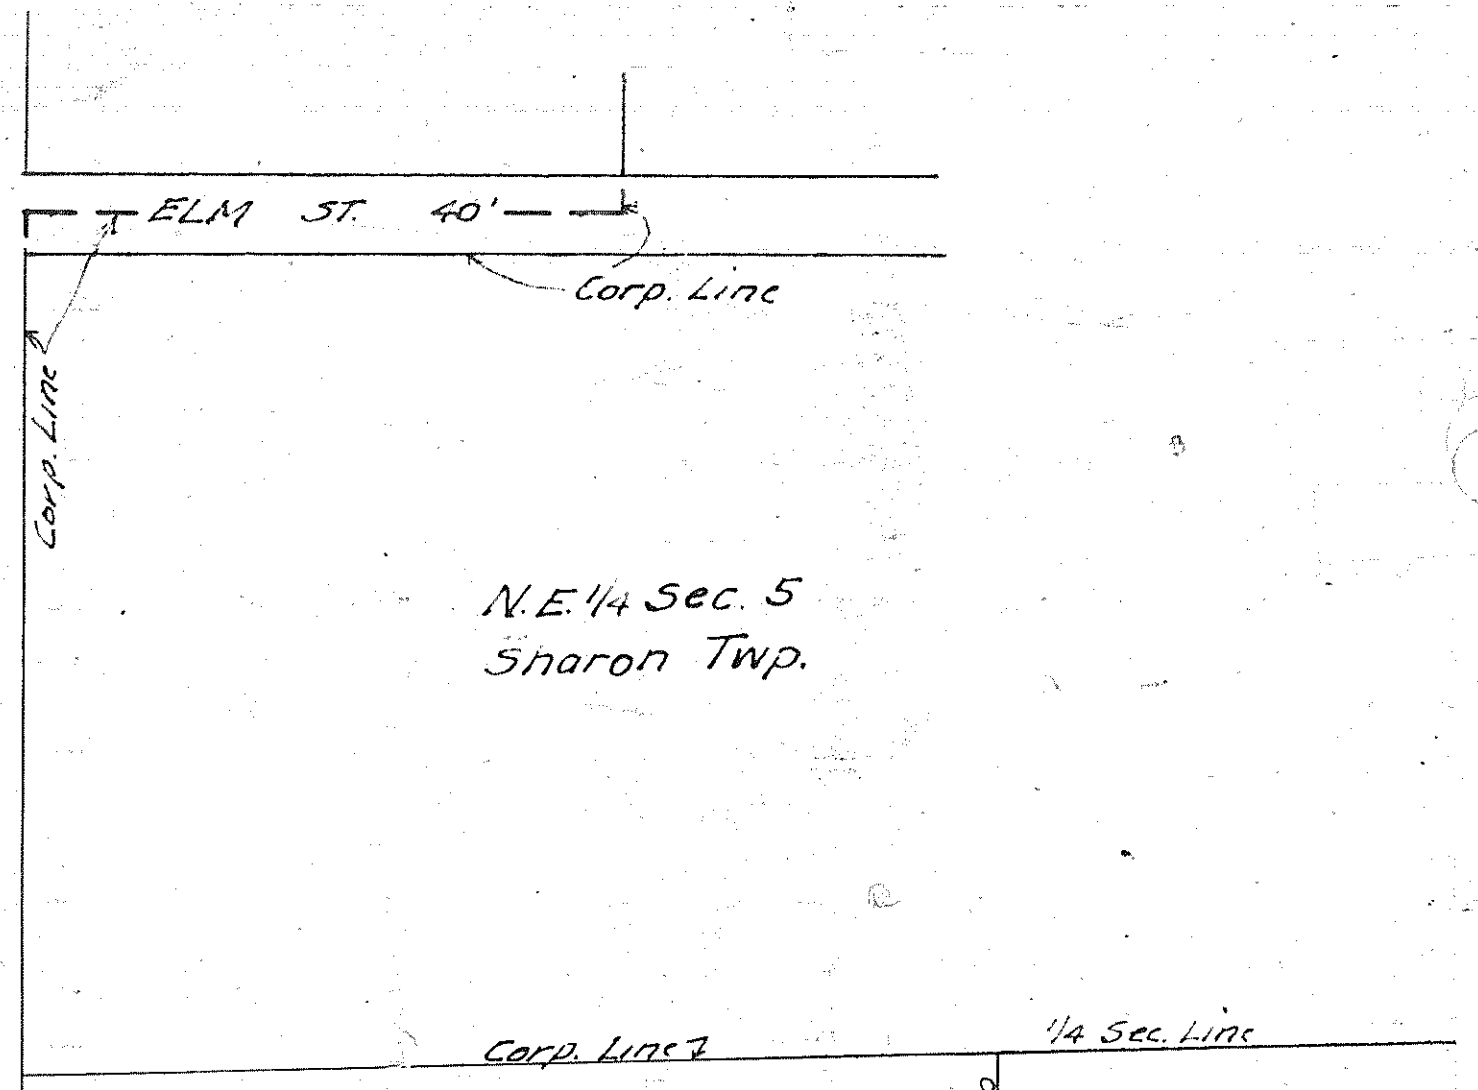 ELM ST. 40'
Corp. Line
Corp. Line
N.E. 1/4 Sec. 5
Sharon Twp.
Corp. Line
1/4 Sec. Line